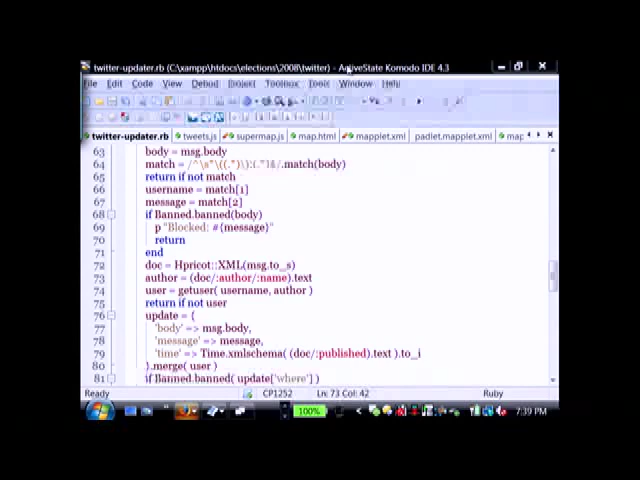 twitter-updater.rb (C:\xampp\htdocs\elections\2008\twitter) - ActiveState Komodo IDE 4.3
File Edit Code View Debug Project Toolbox Tools Window Help
twitter-updater.rb tweets.js supermap.js map.html mapplet.xml padlet.mapplet.xml map
63 body = msg.body
64 match =
.match(body)
65 return if not match
66 username = match[1]
67 message = match[2]
68 if Banned.banned(body)
69 p "Blocked: #{message}"
70 return
71 end
72 doc = Hpricot::XML(msg.to_s)
73 author = (doc/:author/:name).text
74 user = getuser( username, author )
75 return if not user
76 update = {
77 'body' => msg.body,
78 'message' => message,
79 'time' => Time.xmlschema( (doc/:published).text ).to_i
80 }.merge( user )
81 if Banned.banned( update['where'] )
Ready CP1252 Ln: 73 Col: 42 Ruby
100% 7:39 PM